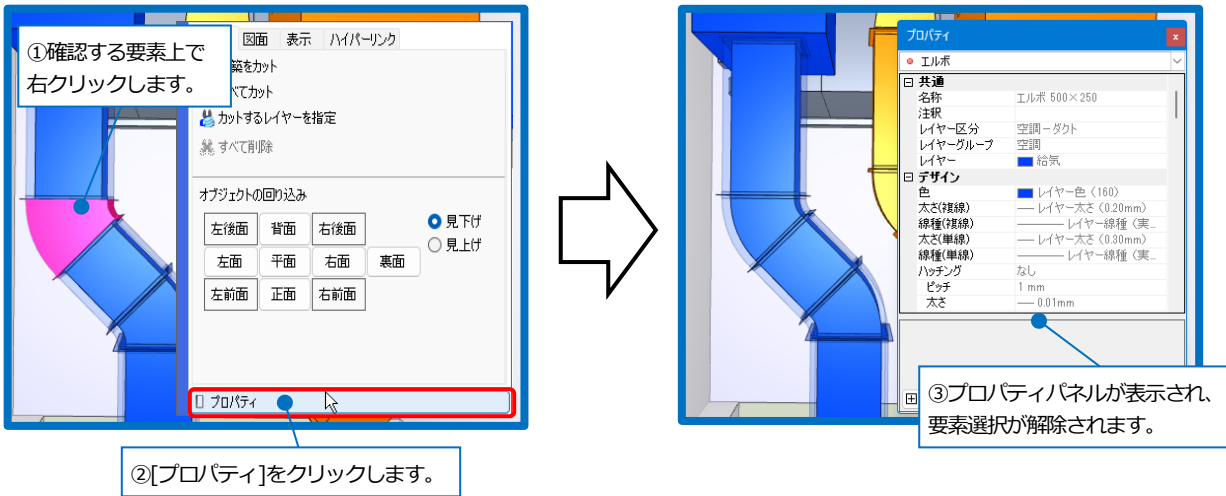 ①確認する要素上で
右クリックします。
図面 表示 ハイパーリンク
築をカット
べてカット
カットするレイヤーを指定
すべて削除
オブジェクトの回り込み
左後面 背面 右後面
見下げ
見上げ
左面 平面 右面 裏面
左前面 正面 右前面
プロパティ
②[プロパティ]をクリックします。
プロパティ
エルボ
共通
名称 エルボ 500×250
注釈
レイヤー区分 空調-ダクト
レイヤーグループ 空調
レイヤー 給気
デザイン
色 レイヤー色 (160)
太さ(複線) レイヤー太さ (0.20mm)
線種(複線) レイヤー線種 (実...
太さ(単線) レイヤー太さ (0.30mm)
線種(単線) レイヤー線種 (実...
ハッチング なし
ピッチ 1 mm
太さ 0.01mm
③プロパティパネルが表示され、
要素選択が解除されます。